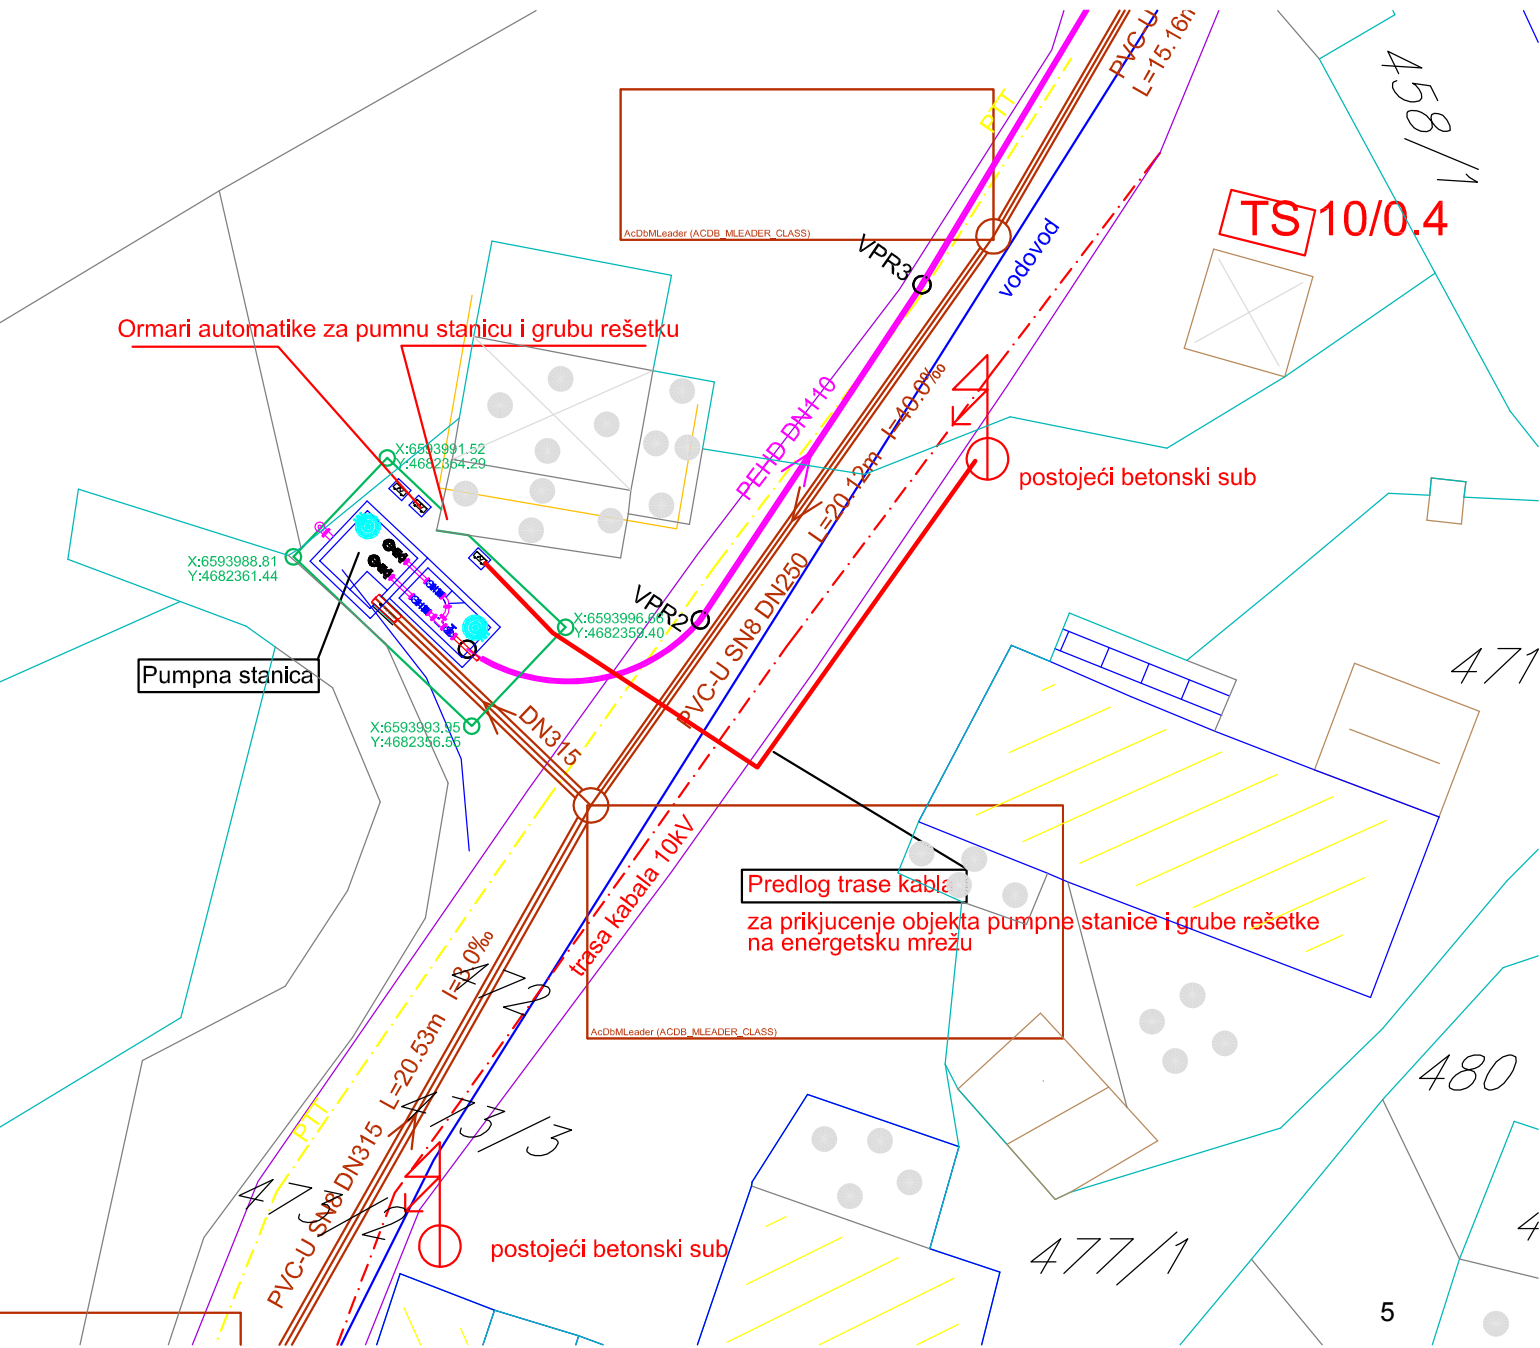 PVC-U
L=15.16m
458/1
PTT
TS 10/0.4
AcDbMLeader (ACDB_MLEADER_CLASS)
VPR3
vodovod
Ormari automatike za pumnu stanicu i grubu rešetku
PEHD DN110
X:6593991.52
Y:4682364.29
postojeći betonski sub
X:6593988.81
Y:4682361.44
VPR2
X:6593996.66
Y:4682359.40
PVC-U SN8 DN250 L=20.12m I=40.0‰
471
Pumpna stanica
X:6593993.95
Y:4682356.55
DN315
trasa kabala 10kV
Predlog trase kabla
za prikjucenje objekta pumpne stanice i grube rešetke
na energetsku mrežu
472
AcDbMLeader (ACDB_MLEADER_CLASS)
480
473/3
PTT
PVC-U SN8 DN315 L=20.53m I=3.0‰
473/2
postojeći betonski sub
477/1
4
5